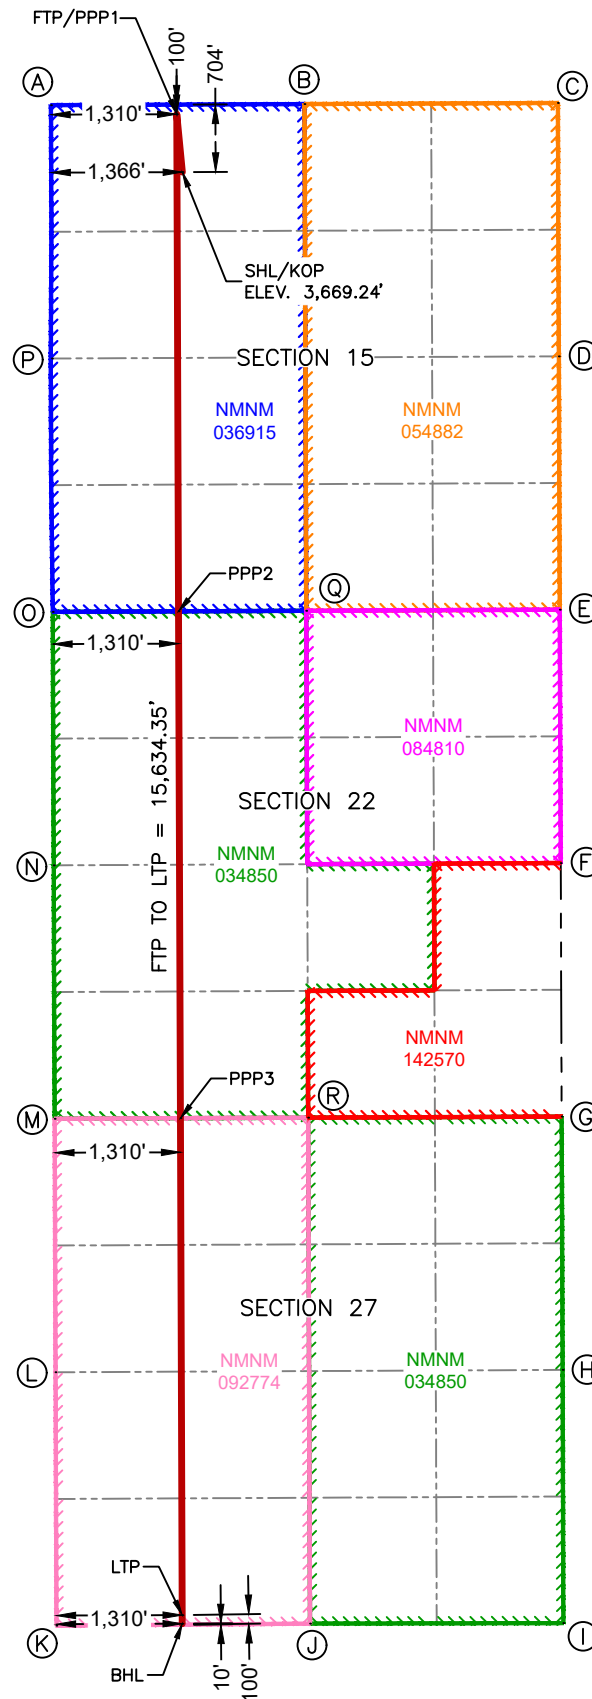 FTP/PPP1
100'
704'
A
B
C
1,310'
1,366'
SHL/KOP
ELEV. 3,669.24'
P
SECTION 15
D
NMNM
036915
NMNM
054882
PPP2
Q
O
E
1,310'
FTP TO LTP = 15,634.35'
NMNM
084810
SECTION 22
NMNM
034850
N
F
NMNM
142570
PPP3
R
M
G
1,310'
SECTION 27
NMNM
092774
NMNM
034850
L
H
LTP
1,310'
K
J
I
BHL
10'
100'